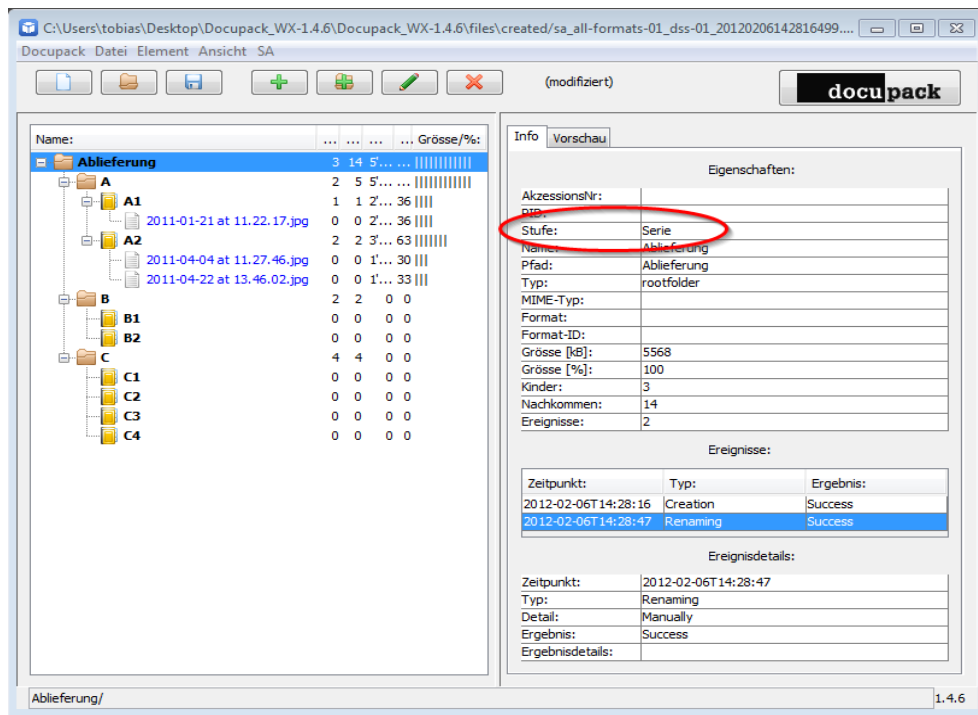 C:\Users\tobias\Desktop\Docupack_WX-1.4.6\Docupack_WX-1.4.6\files\created/sa_all-formats-01_dss-01_20120206142816499....
Docupack Datei Element Ansicht SA
(modifiziert)
docupack
Name: ... ... ... ... Grösse/%:
Ablieferung 3 14 5'... ...
A 2 5 5'... ...
A1 1 1 2'... 36
2011-01-21 at 11.22.17.jpg 0 0 2'... 36
A2 2 2 3'... 63
2011-04-04 at 11.27.46.jpg 0 0 1'... 30
2011-04-22 at 13.46.02.jpg 0 0 1'... 33
B 2 2 0 0
B1 0 0 0 0
B2 0 0 0 0
C 4 4 0 0
C1 0 0 0 0
C2 0 0 0 0
C3 0 0 0 0
C4 0 0 0 0
Info Vorschau
Eigenschaften:
AkzessionsNr:
PID:
Stufe: Serie
Name: Ablieferung
Pfad: Ablieferung
Typ: rootfolder
MIME-Typ:
Format:
Format-ID:
Grösse [kB]: 5568
Grösse [%]: 100
Kinder: 3
Nachkommen: 14
Ereignisse: 2
Ereignisse:
Zeitpunkt: Typ: Ergebnis:
2012-02-06T14:28:16 Creation Success
2012-02-06T14:28:47 Renaming Success
Ereignisdetails:
Zeitpunkt: 2012-02-06T14:28:47
Typ: Renaming
Detail: Manually
Ergebnis: Success
Ergebnisdetails:
Ablieferung/ 1.4.6